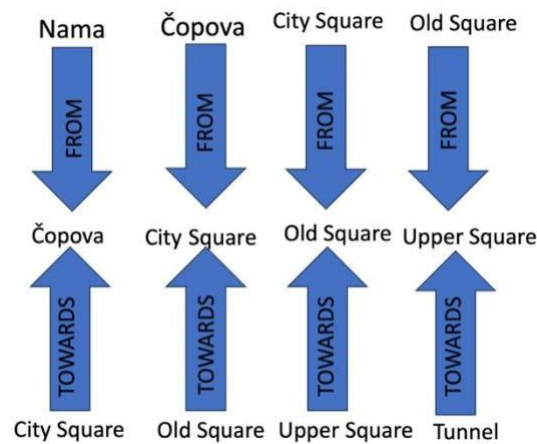 Nama
Čopova
City Square
Old Square
FROM
FROM
FROM
FROM
Čopova
City Square
Old Square
Upper Square
TOWARDS
TOWARDS
TOWARDS
TOWARDS
City Square
Old Square
Upper Square
Tunnel